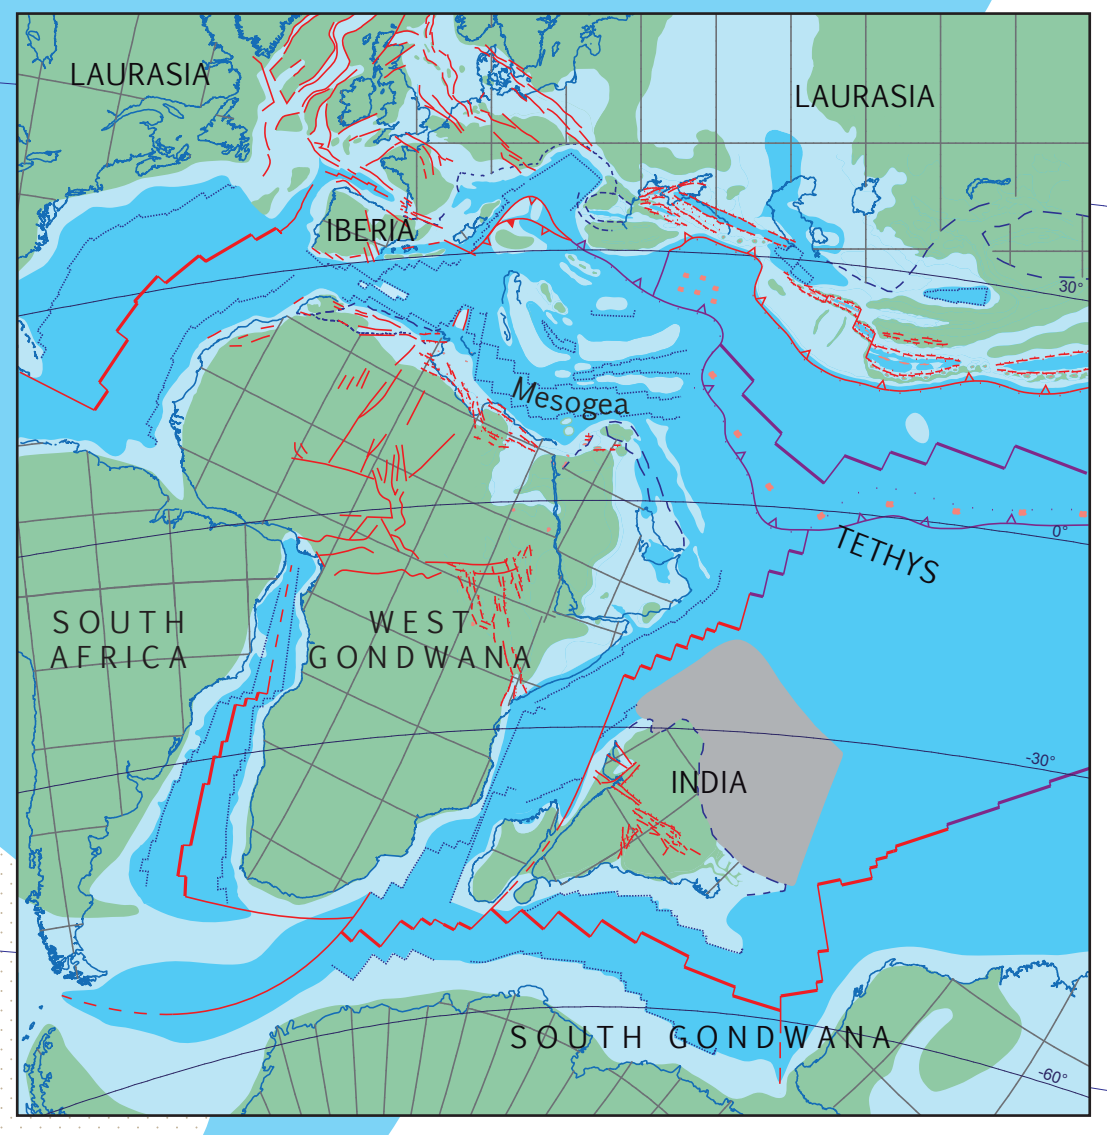 LAURASIA
LAURASIA
IBERIA
30°
Mesogea
0°
TETHYS
SOUTH
AFRICA
WEST
GONDWANA
-30°
INDIA
SOUTH GONDWANA
-60°